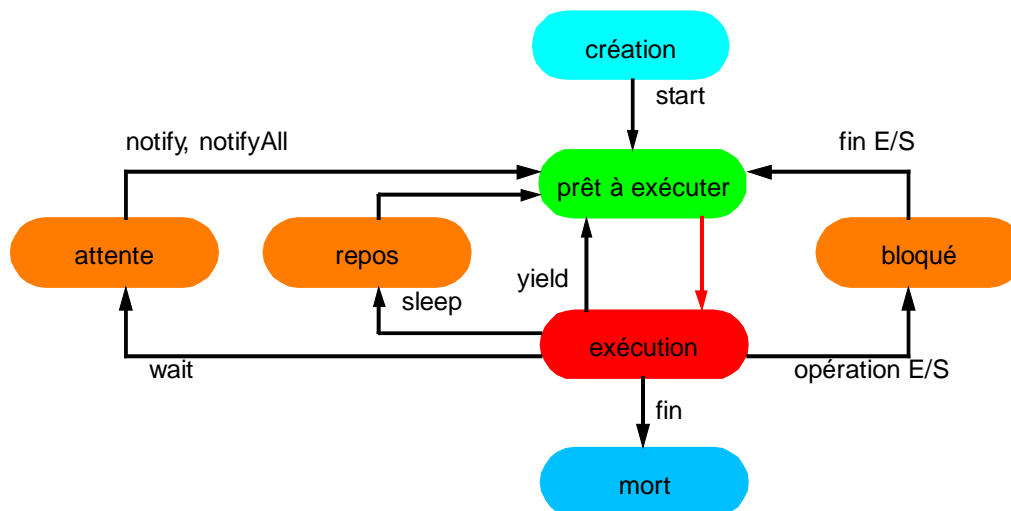 création
start
notify, notifyAll
fin E/S
prêt à exécuter
attente
repos
bloqué
yield
sleep
exécution
wait
opération E/S
fin
mort